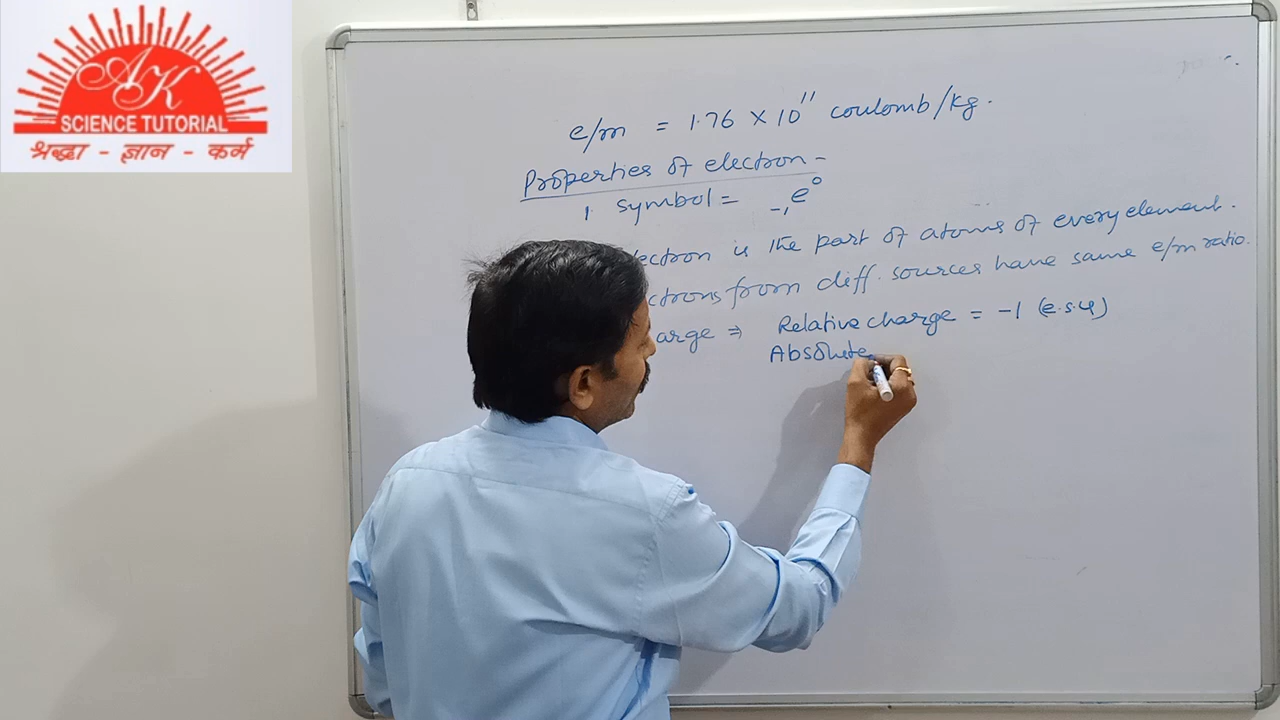 AK
SCIENCE TUTORIAL
श्रद्धा - ज्ञान - कर्म
e/m = 1.76 × 10¹¹ coulomb/kg.
Properties of electron -
1. symbol = ₋₁e⁰
lectron is the part of atoms of every element.
ctrons from diff. sources have same e/m ratio.
arge ⇒ Relative charge = -1 (e.s.u)
Absolute